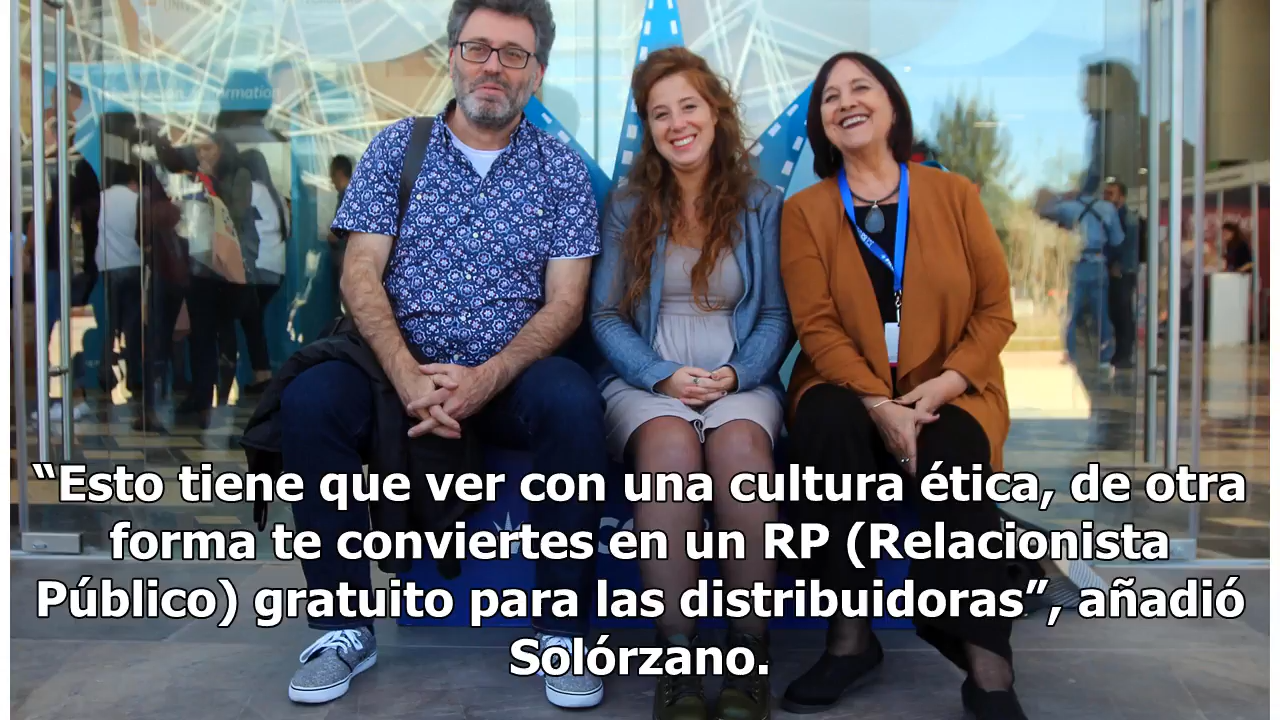 “Esto tiene que ver con una cultura ética, de otra
forma te conviertes en un RP (Relacionista
Público) gratuito para las distribuidoras”, añadió
Solórzano.